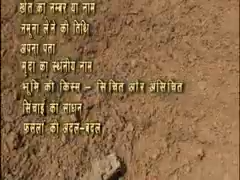 खेत का नम्बर या नाम
नमुना लेने की तिथि
अपना पता
मृदा का स्थानीय नाम
भूमि की किस्म - सिंचित और असिंचित
सिंचाई का साधन
फसलों की अदल-बदल